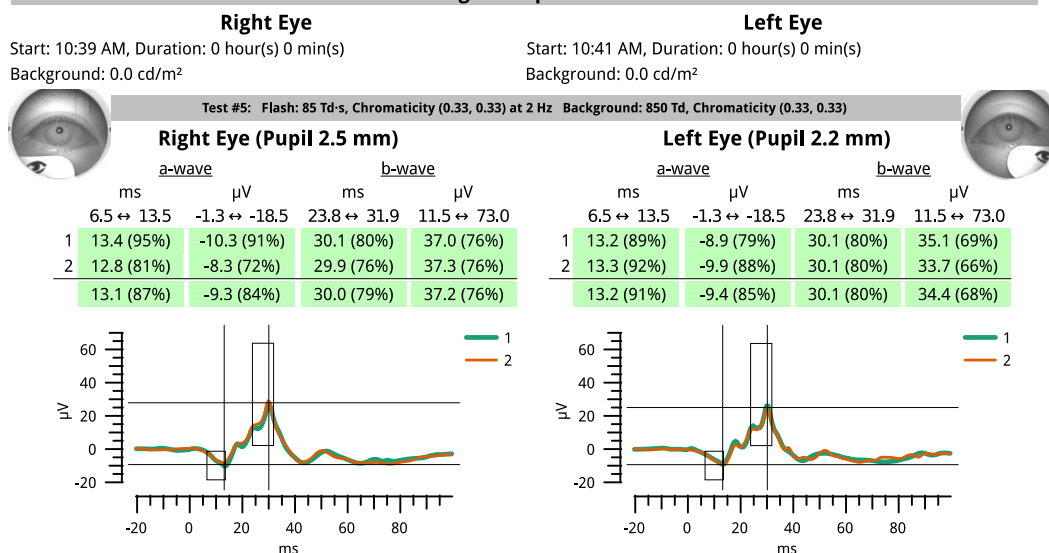 Right Eye Left Eye
Start: 10:39 AM, Duration: 0 hour(s) 0 min(s) Start: 10:41 AM, Duration: 0 hour(s) 0 min(s)
Background: 0.0 cd/m² Background: 0.0 cd/m²
Test #5: Flash: 85 Td·s, Chromaticity (0.33, 0.33) at 2 Hz Background: 850 Td, Chromaticity (0.33, 0.33)
Right Eye (Pupil 2.5 mm) Left Eye (Pupil 2.2 mm)
a-wave b-wave a-wave b-wave
ms µV ms µV ms µV ms µV
6.5 ↔ 13.5 -1.3 ↔ -18.5 23.8 ↔ 31.9 11.5 ↔ 73.0 6.5 ↔ 13.5 -1.3 ↔ -18.5 23.8 ↔ 31.9 11.5 ↔ 73.0
1 13.4 (95%) -10.3 (91%) 30.1 (80%) 37.0 (76%) 1 13.2 (89%) -8.9 (79%) 30.1 (80%) 35.1 (69%)
2 12.8 (81%) -8.3 (72%) 29.9 (76%) 37.3 (76%) 2 13.3 (92%) -9.9 (88%) 30.1 (80%) 33.7 (66%)
13.1 (87%) -9.3 (84%) 30.0 (79%) 37.2 (76%) 13.2 (91%) -9.4 (85%) 30.1 (80%) 34.4 (68%)
1 1
60 2 60 2
40 40
µV 20 µV 20
0 0
-20 -20
-20 0 20 40 60 80 -20 0 20 40 60 80
ms ms